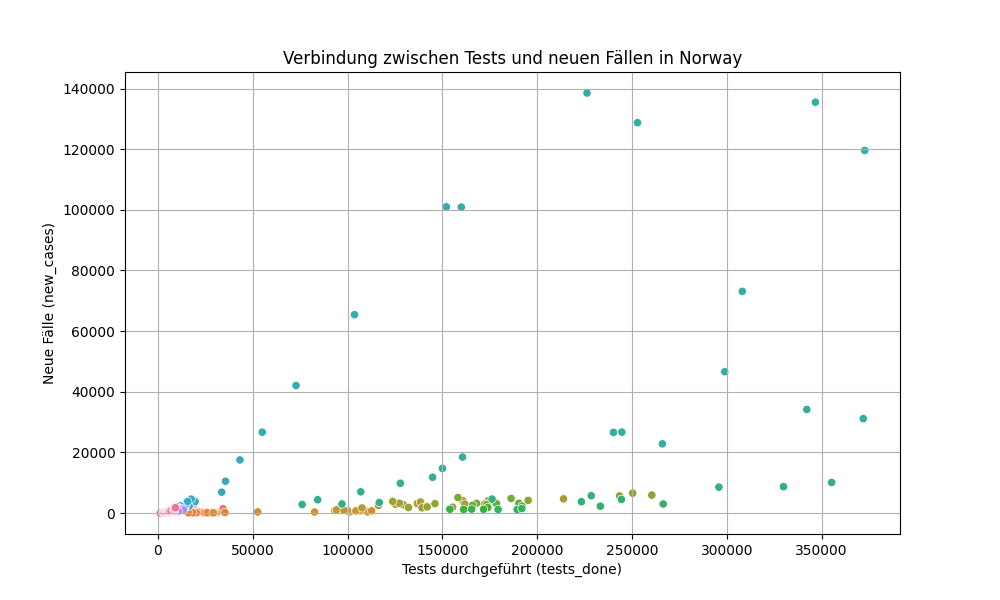 Verbindung zwischen Tests und neuen Fällen in Norway
140000
120000
100000
80000
60000
40000
20000
0
Neue Fälle (new_cases)
0 50000 100000 150000 200000 250000 300000 350000
Tests durchgeführt (tests_done)